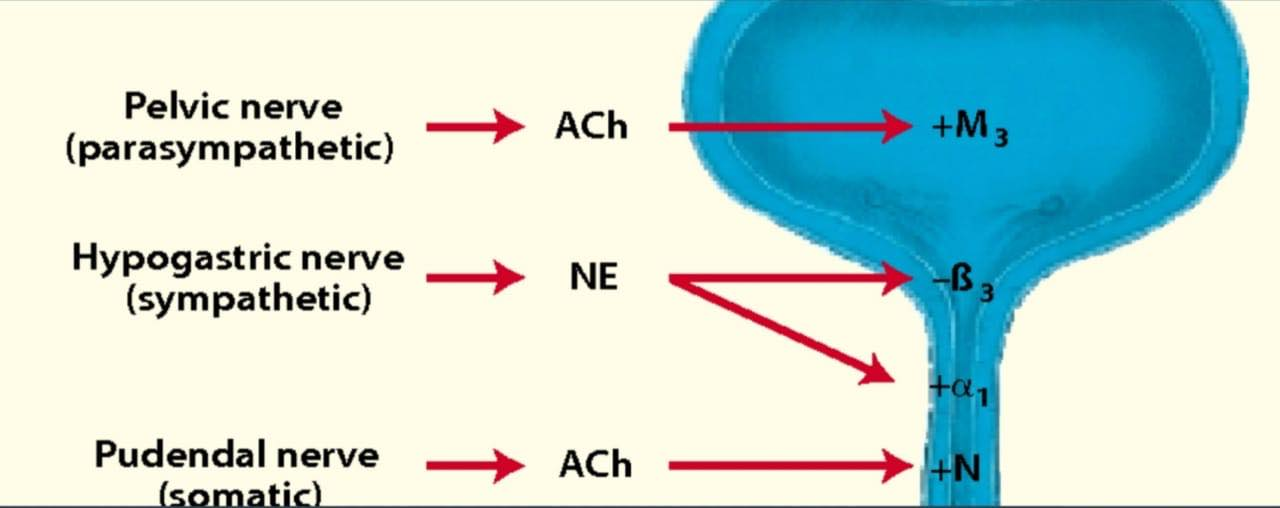 Pelvic nerve
(parasympathetic)
ACh
+M₃
Hypogastric nerve
(sympathetic)
NE
−ß₃
+α₁
Pudendal nerve
(somatic)
ACh
+N